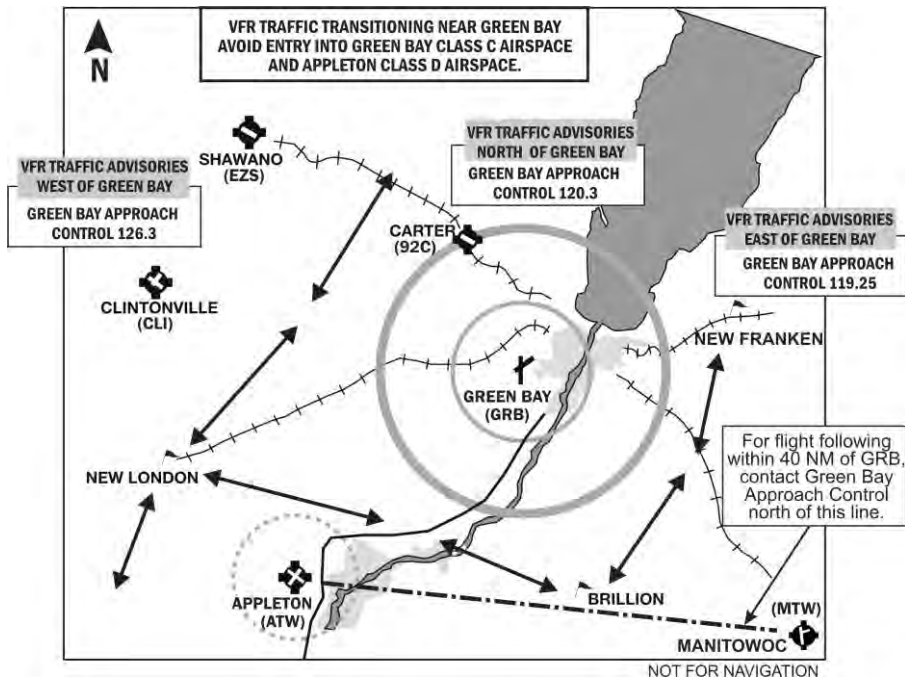 VFR TRAFFIC TRANSITIONING NEAR GREEN BAY
AVOID ENTRY INTO GREEN BAY CLASS C AIRSPACE
AND APPLETON CLASS D AIRSPACE.
N
SHAWANO
(EZS)
VFR TRAFFIC ADVISORIES
WEST OF GREEN BAY
GREEN BAY APPROACH
CONTROL 126.3
VFR TRAFFIC ADVISORIES
NORTH OF GREEN BAY
GREEN BAY APPROACH
CONTROL 120.3
VFR TRAFFIC ADVISORIES
EAST OF GREEN BAY
GREEN BAY APPROACH
CONTROL 119.25
CARTER
(92C)
CLINTONVILLE
(CLI)
NEW FRANKEN
GREEN BAY
(GRB)
NEW LONDON
For flight following
within 40 NM of GRB,
contact Green Bay
Approach Control
north of this line.
APPLETON
(ATW)
BRILLION
(MTW)
MANITOWOC
NOT FOR NAVIGATION